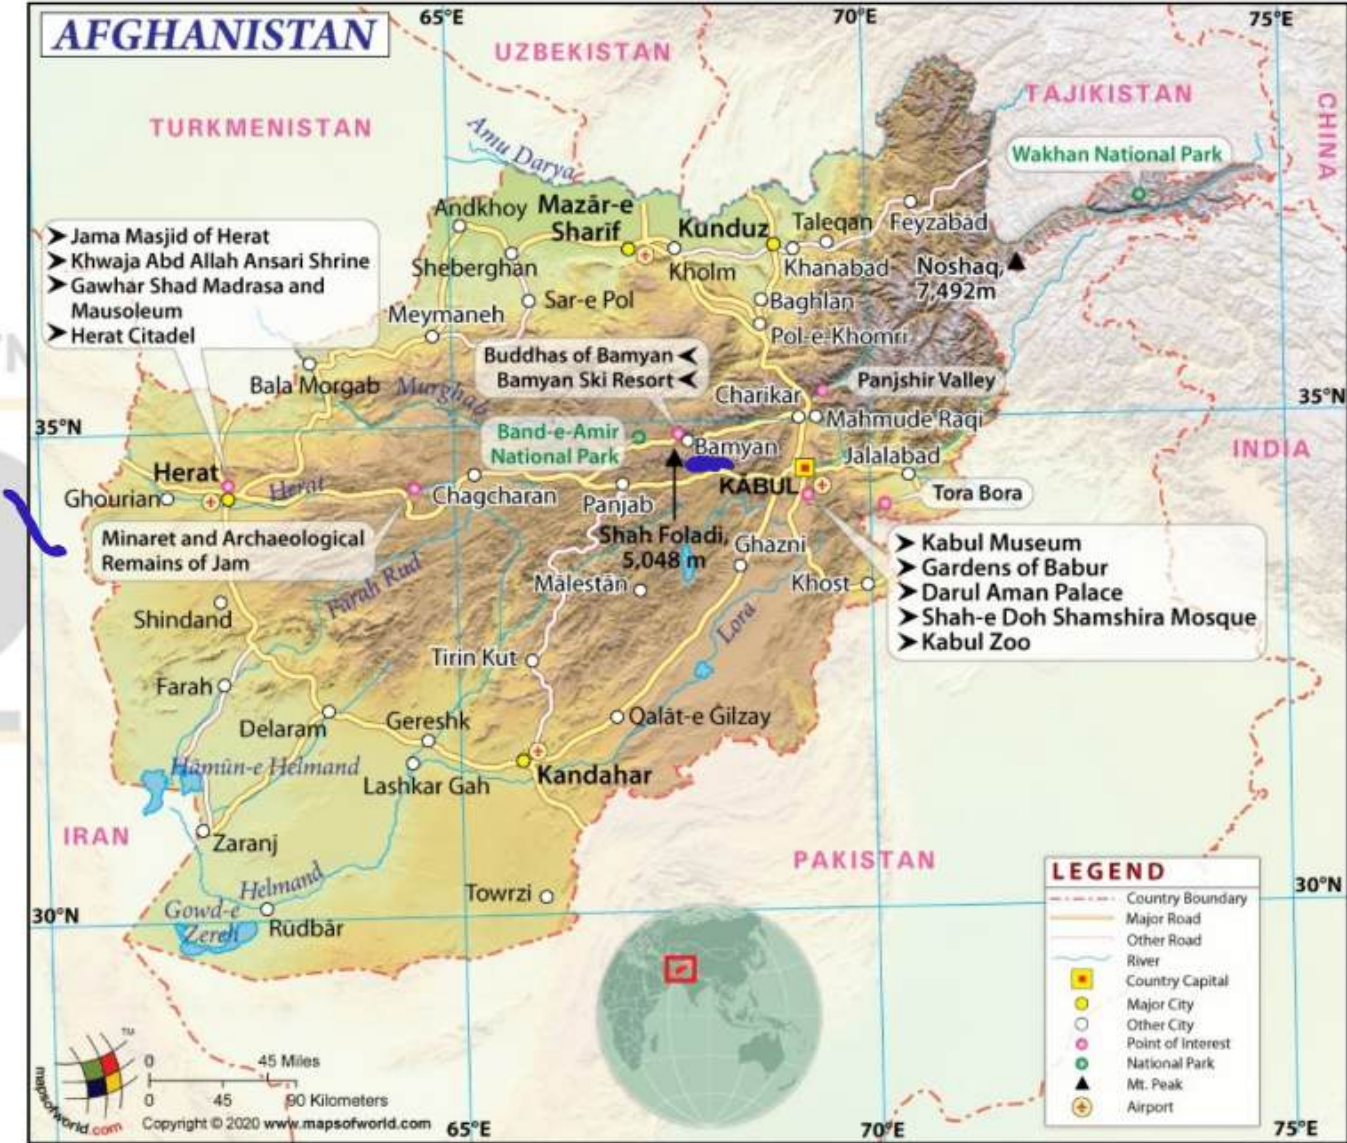 AFGHANISTAN
65°E
70°E
75°E
UZBEKISTAN
TAJIKISTAN
CHINA
TURKMENISTAN
Amu Darya
Wakhan National Park
Andkhoy
Mazār-e
Sharīf
Kunduz
Taleqan
Feyzabad
➤ Jama Masjid of Herat
➤ Khwaja Abd Allah Ansari Shrine
➤ Gawhar Shad Madrasa and
Mausoleum
➤ Herat Citadel
Sheberghan
Kholm
Khanabad
Noshaq,
7,492m
Sar-e Pol
Baghlan
Meymaneh
Pol-e-Khomri
Buddhas of Bamyan ➤
Bamyan Ski Resort ➤
Bala Morgab
Murghab
Charikar
Panjshir Valley
35°N
35°N
Mahmude Raqi
Band-e-Amir
National Park
Bamyan
INDIA
Herat
Jalalabad
Ghourian
Herat
Chagcharan
Panjab
KĀBUL
Tora Bora
Minaret and Archaeological
Remains of Jam
Shah Foladi,
5,048 m
Ghazni
➤ Kabul Museum
➤ Gardens of Babur
➤ Darul Aman Palace
➤ Shah-e Doh Shamshira Mosque
➤ Kabul Zoo
Farah Rud
Mālestān
Khost
Shindand
Lora
Tirin Kut
Farah
Delaram
Gereshk
Qalāt-e Gilzay
Hāmūn-e Helmand
Lashkar Gah
Kandahar
IRAN
Zaranj
PAKISTAN
Helmand
Towrzi
30°N
30°N
Gowd-e
Zereh
Rūdbār
LEGEND
Country Boundary
Major Road
Other Road
River
Country Capital
Major City
Other City
Point of Interest
National Park
Mt. Peak
Airport
TM
mapsofworld.com
0 45 Miles
0 45 90 Kilometers
Copyright © 2020 www.mapsofworld.com
65°E
70°E
75°E